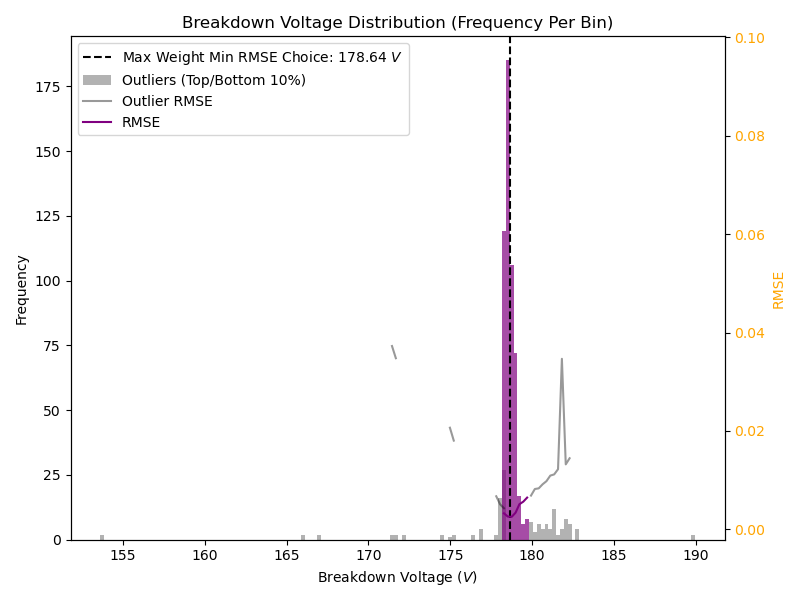 Breakdown Voltage Distribution (Frequency Per Bin)
Max Weight Min RMSE Choice: 178.64 V
Outliers (Top/Bottom 10%)
Outlier RMSE
RMSE
Frequency
175
150
125
100
75
50
25
0
0.10
0.08
0.06
0.04
0.02
0.00
RMSE
155 160 165 170 175 180 185 190
Breakdown Voltage (V)